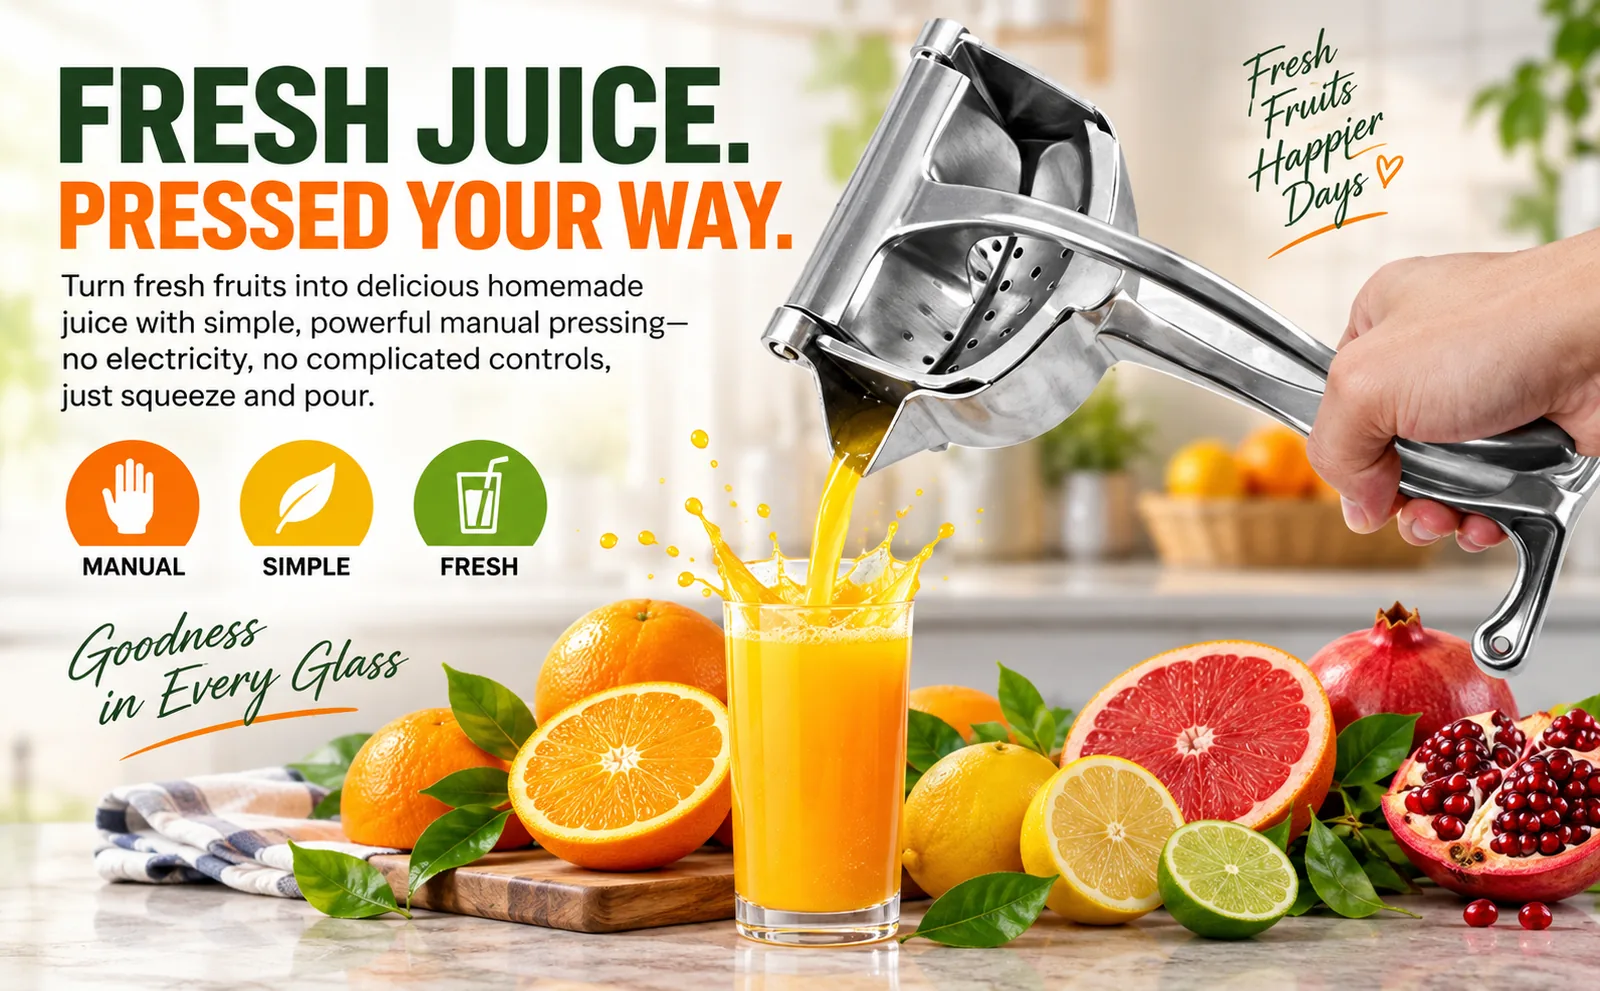 FRESH JUICE.
PRESSED YOUR WAY.
Turn fresh fruits into delicious homemade
juice with simple, powerful manual pressing—
no electricity, no complicated controls,
just squeeze and pour.
MANUAL
SIMPLE
FRESH
Goodness
in Every Glass
Fresh
Fruits
Happier
Days